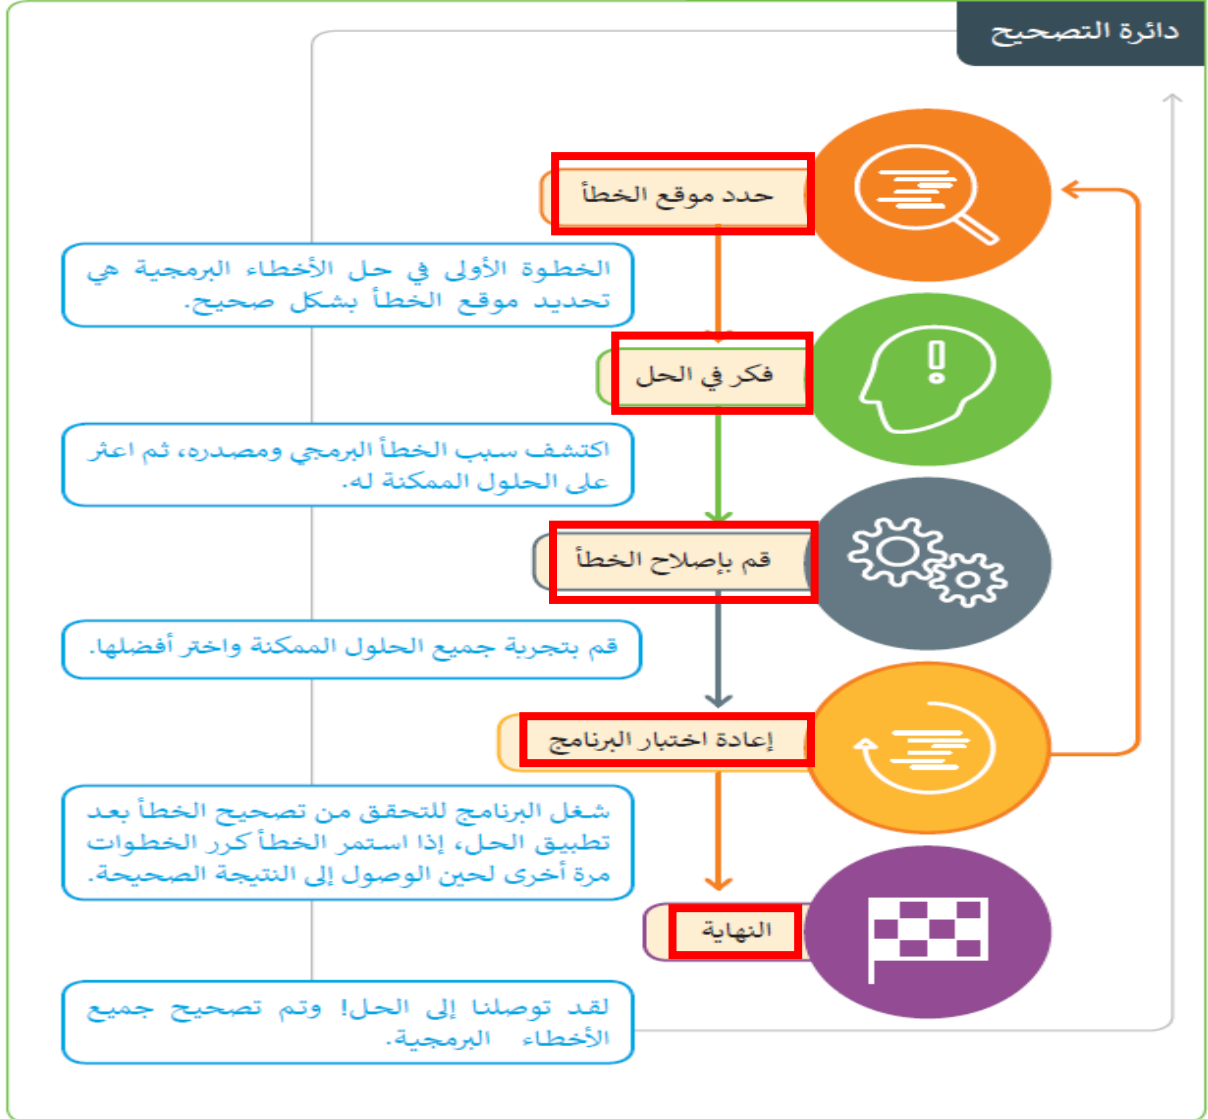 دائرة التصحيح
حدد موقع الخطأ
الخطوة الأولى في حل الأخطاء البرمجية هي
تحديد موقع الخطأ بشكل صحيح.
فكر في الحل
اكتشف سبب الخطأ البرمجي ومصدره، ثم اعثر
على الحلول الممكنة له.
قم بإصلاح الخطأ
قم بتجربة جميع الحلول الممكنة واختر أفضلها.
إعادة اختبار البرنامج
شغل البرنامج للتحقق من تصحيح الخطأ بعد
تطبيق الحل، إذا استمر الخطأ كرر الخطوات
مرة أخرى لحين الوصول إلى النتيجة الصحيحة.
النهاية
لقد توصلنا إلى الحل! وتم تصحيح جميع
الأخطاء البرمجية.